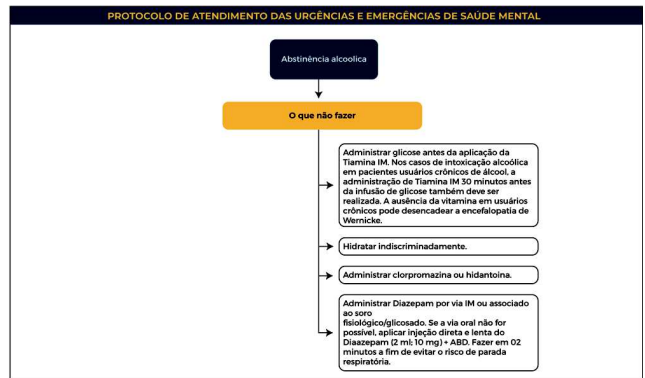 PROTOCOLO DE ATENDIMENTO DAS URGÊNCIAS E EMERGÊNCIAS DE SAÚDE MENTAL
Abstinência alcoolica
O que não fazer
Administrar glicose antes da aplicação da
Tiamina IM. Nos casos de intoxicação alcoólica
em pacientes usuários crônicos de álcool, a
administração de Tiamina IM 30 minutos antes
da infusão de glicose também deve ser
realizada. A ausência da vitamina em usuários
crônicos pode desencadear a encefalopatia de
Wernicke.
Hidratar indiscriminadamente.
Administrar clorpromazina ou hidantoina.
Administrar Diazepam por via IM ou associado
ao soro
fisiológico/glicosado. Se a via oral não for
possível, aplicar injeção direta e lenta do
Diaazepam (2 ml; 10 mg) + ABD. Fazer em 02
minutos a fim de evitar o risco de parada
respiratória.